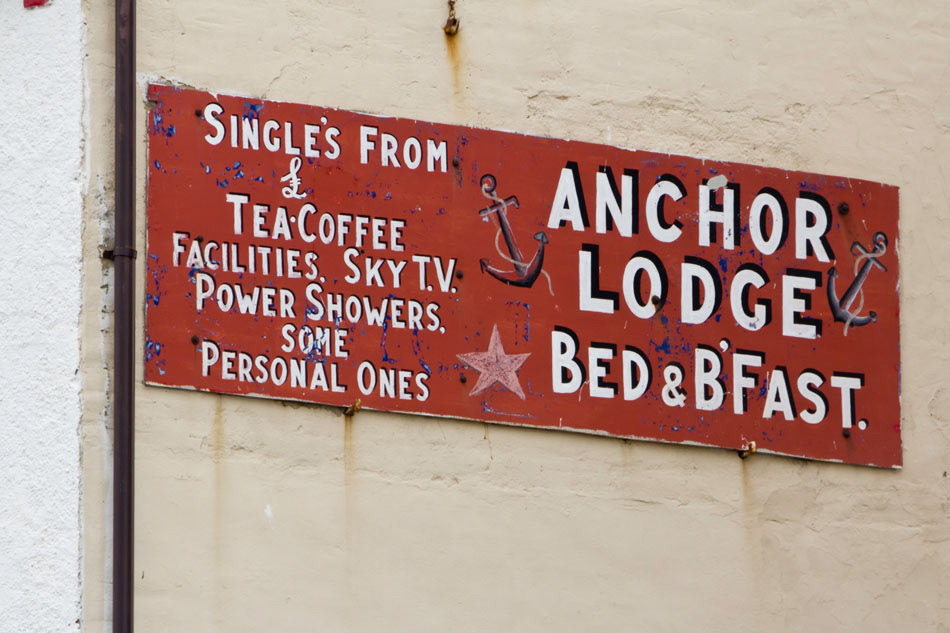 SINGLE'S FROM
£
TEA·COFFEE
FACILITIES. SKY T.V.
POWER SHOWERS.
SOME
PERSONAL ONES
ANCHOR
LODGE
BED & B'FAST.